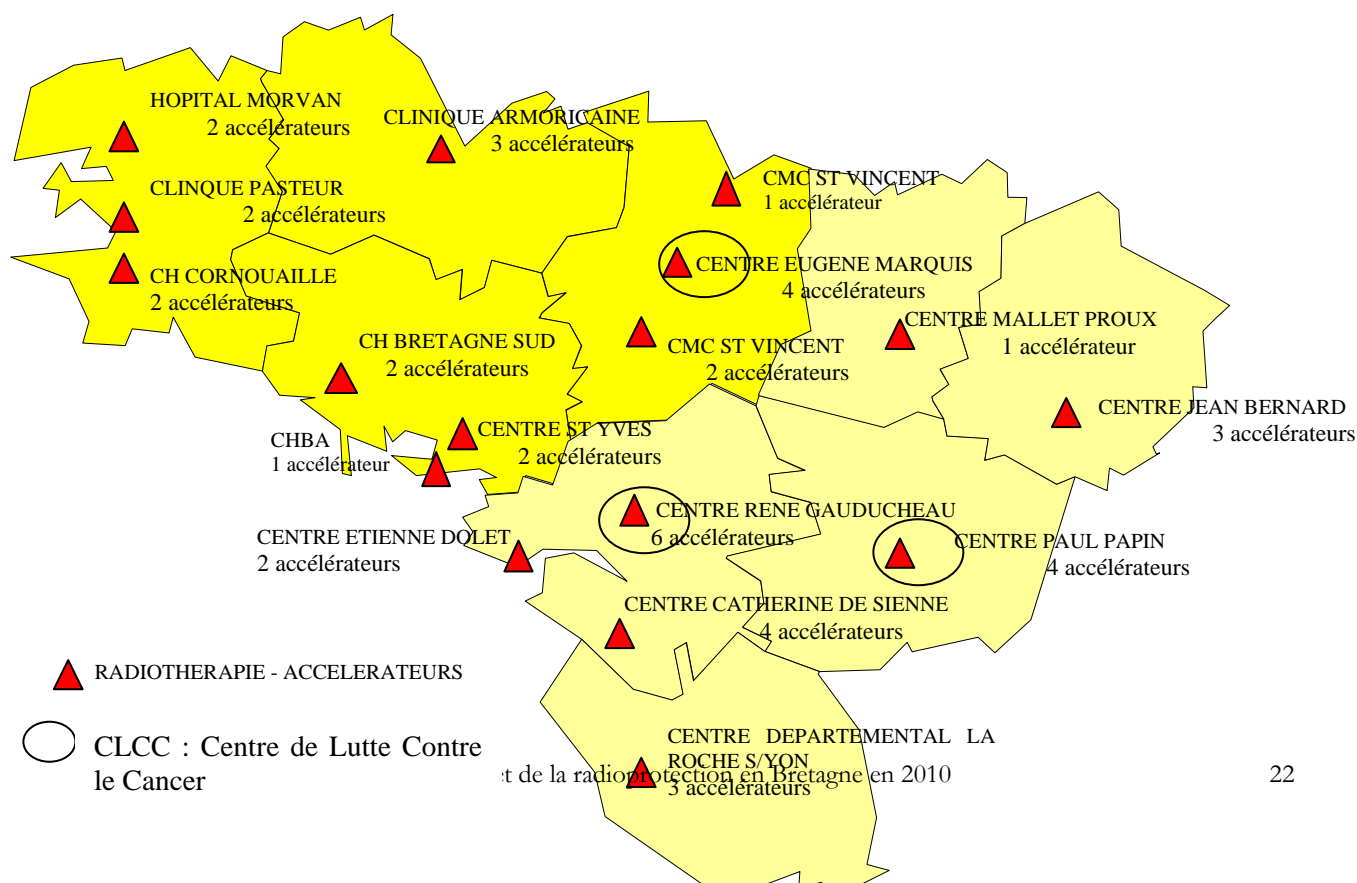 HOPITAL MORVAN
2 accélérateurs
CLINIQUE ARMORICAINE
3 accélérateurs
CLINQUE PASTEUR
2 accélérateurs
CMC ST VINCENT
1 accélérateur
CH CORNOUAILLE
2 accélérateurs
CENTRE EUGENE MARQUIS
4 accélérateurs
CENTRE MALLET PROUX
1 accélérateur
CH BRETAGNE SUD
2 accélérateurs
CMC ST VINCENT
2 accélérateurs
CENTRE JEAN BERNARD
3 accélérateurs
CHBA
1 accélérateur
CENTRE ST YVES
2 accélérateurs
CENTRE RENE GAUDUCHEAU
6 accélérateurs
CENTRE ETIENNE DOLET
2 accélérateurs
CENTRE PAUL PAPIN
4 accélérateurs
CENTRE CATHERINE DE SIENNE
4 accélérateurs
RADIOTHERAPIE - ACCELERATEURS
CLCC : Centre de Lutte Contre
le Cancer
CENTRE DEPARTEMENTAL LA
ROCHE S/YON
3 accélérateurs
et de la radioprotection en Bretagne en 2010
22